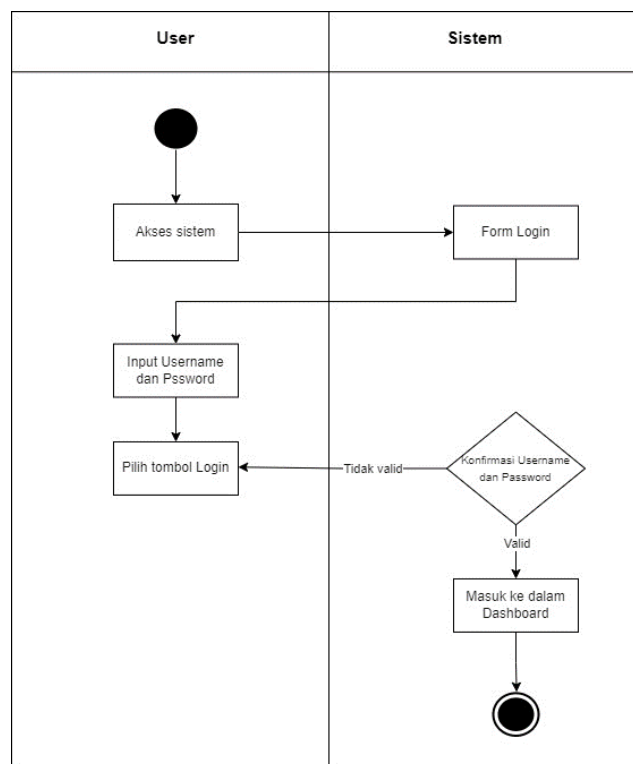 User
Sistem
Akses sistem
Form Login
Input Username
dan Pssword
Pilih tombol Login
Tidak valid
Konfirmasi Username
dan Password
Valid
Masuk ke dalam
Dashboard